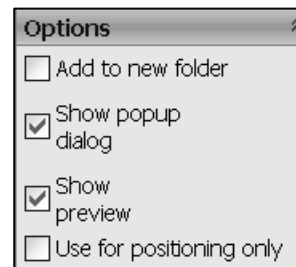 Options
Add to new folder
Show popup
dialog
Show
preview
Use for positioning only